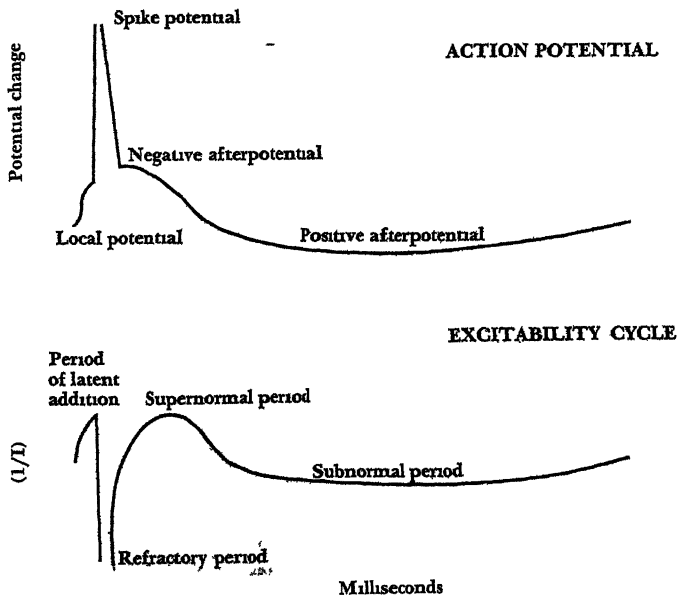 Spike potential
ACTION POTENTIAL
Potential change
Negative afterpotential
Local potential
Positive afterpotential
EXCITABILITY CYCLE
Period
of latent
addition
Supernormal period
(1/I)
Subnormal period
Refractory period
Milliseconds